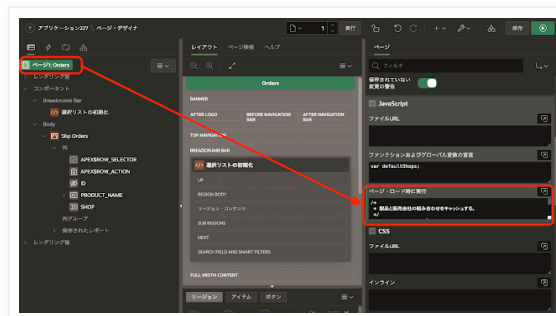 アプリケーション227 \ ページ・デザイナ
1
実行
保存
ページ1: Orders
レンダリング前
コンポーネント
Breadcrumb Bar
選択リストの初期化
Body
Shp Orders
列
APEX$ROW_SELECTOR
APEX$ROW_ACTION
ID
PRODUCT_NAME
SHOP
列グループ
保存されたレポート
レンダリング後
レイアウト
ページ検索
ヘルプ
Orders
BANNER
AFTER LOGO
BEFORE NAVIGATION BAR
AFTER NAVIGATION BAR
TOP NAVIGATION
BREADCRUMB BAR
選択リストの初期化
UP
REGION BODY
リージョン・コンテンツ
SUB REGIONS
NEXT
SEARCH FIELD AND SMART FILTERS
FULL WIDTH CONTENT
リージョン
アイテム
ボタン
ページ
フィルタ
保存されていない
変更の警告
JavaScript
ファイルURL
ファンクションおよびグローバル変数の宣言
var defaultShops;
ページ・ロード時に実行
/*
* 製品と販売会社の組み合わせをキャッシュする。
*/
CSS
ファイルURL
インライン